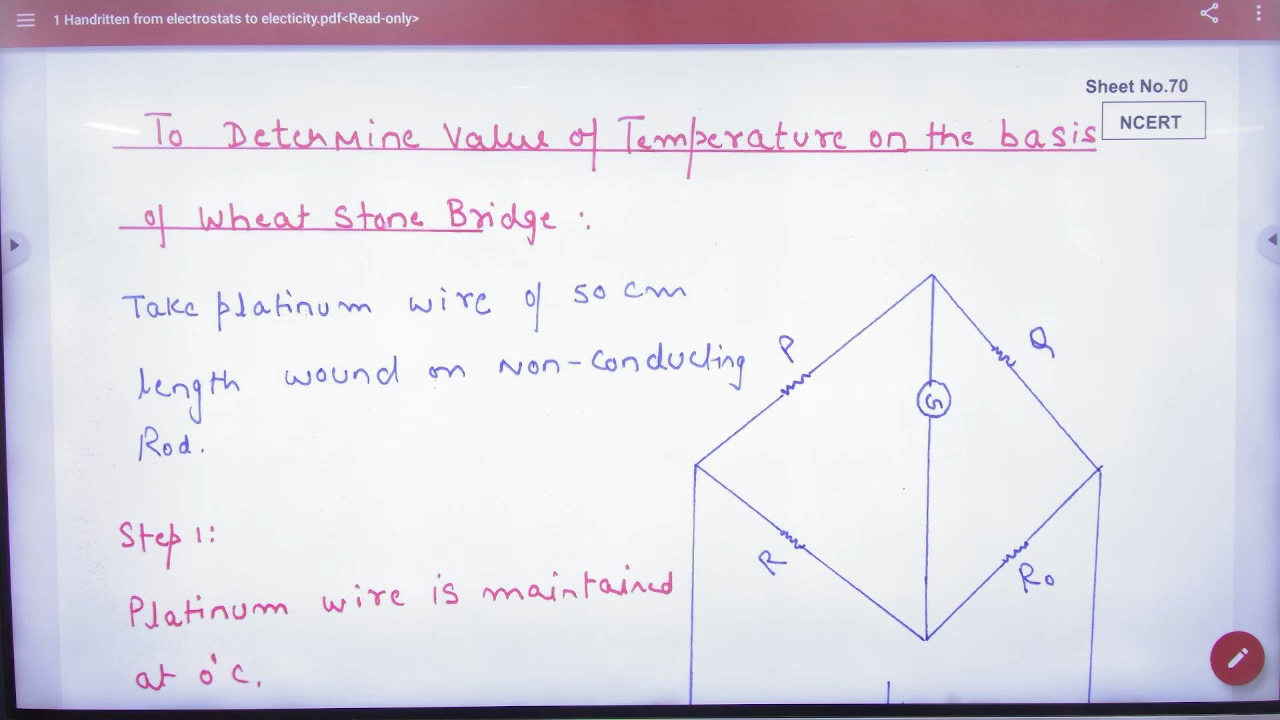 1 Handritten from electrostats to electicity.pdf<Read-only>
Sheet No.70
NCERT
To Determine Value of Temperature on the basis
of Wheat Stone Bridge :
Take platinum wire of 50 cm
length wound on Non-Conducting
Rod.
P
Q
G
R
Ro
Step 1:
Platinum wire is maintained
at 0°C.